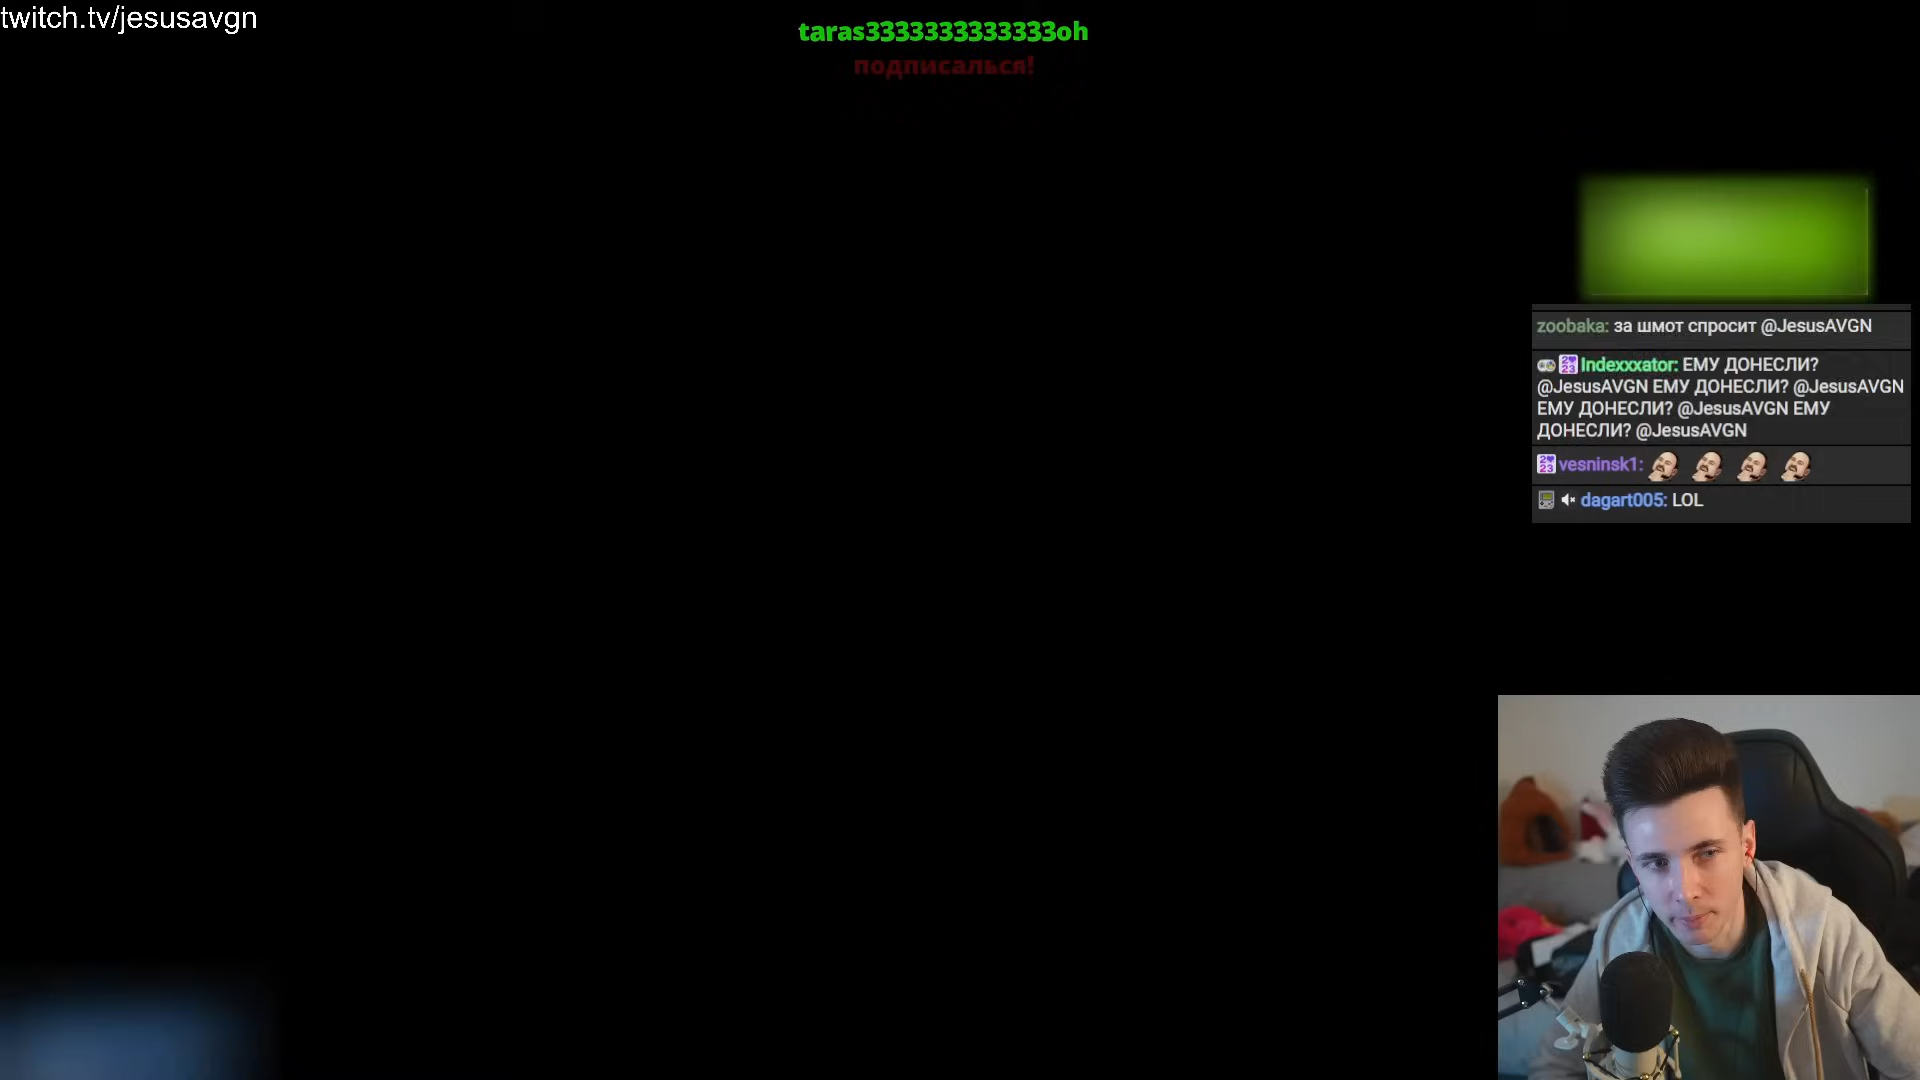 twitch.tv/jesusavgn
taras3333333333333oh
подписалься!
zoobaka: за шмот спросит @JesusAVGN
Indexxxator: ЕМУ ДОНЕСЛИ?
@JesusAVGN ЕМУ ДОНЕСЛИ? @JesusAVGN
ЕМУ ДОНЕСЛИ? @JesusAVGN ЕМУ
ДОНЕСЛИ? @JesusAVGN
vesninsk1:
dagart005: LOL